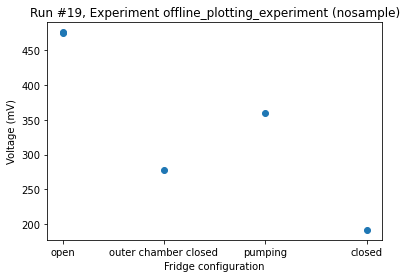 Run #19, Experiment offline_plotting_experiment (nosample)
450
400
350
300
250
200
Voltage (mV)
open outer chamber closed pumping closed
Fridge configuration